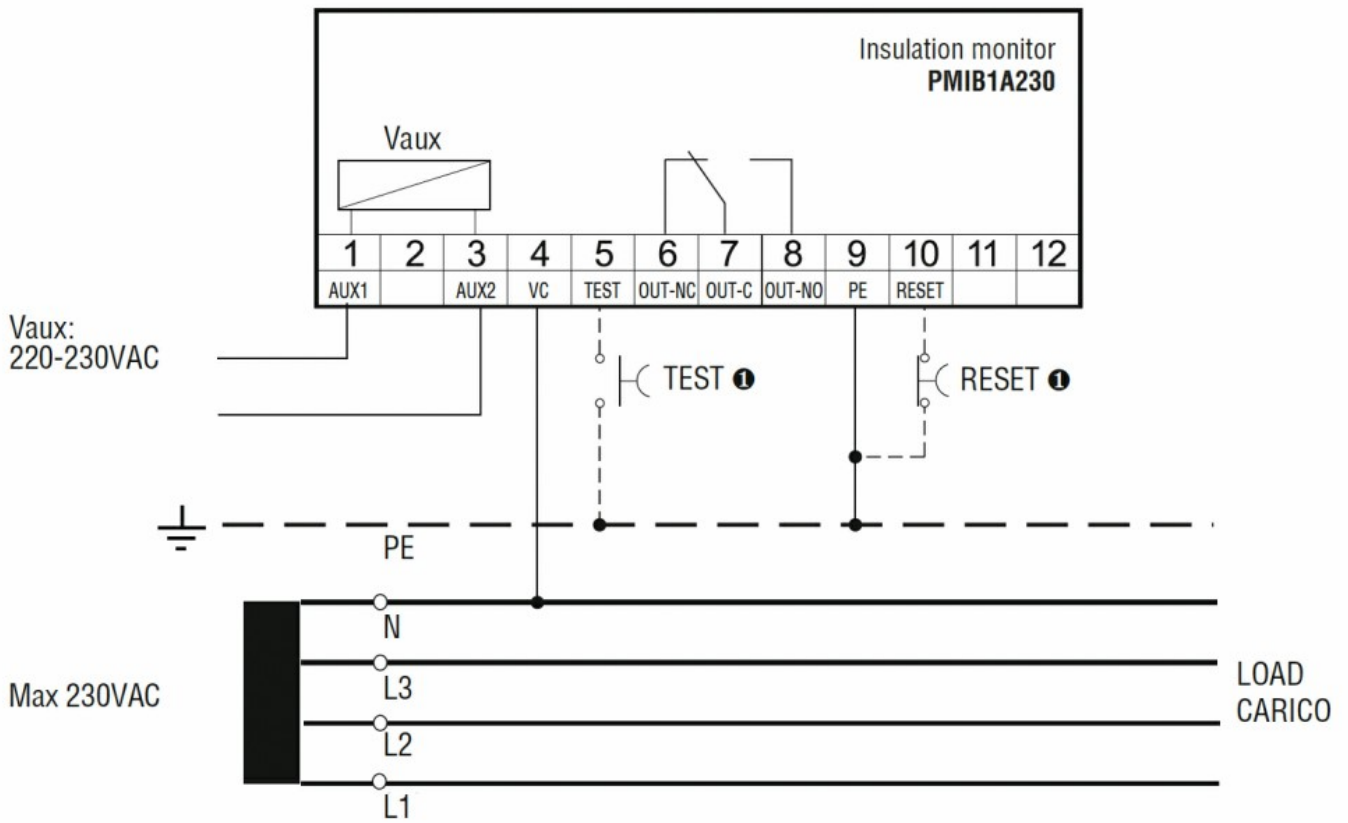 Insulation monitor
PMIB1A230
Vaux
1 2 3 4 5 6 7 8 9 10 11 12
AUX1 AUX2 VC TEST OUT-NC OUT-C OUT-NO PE RESET
Vaux:
220-230VAC
TEST ❶
RESET ❶
PE
N
L3
L2
L1
Max 230VAC
LOAD
CARICO